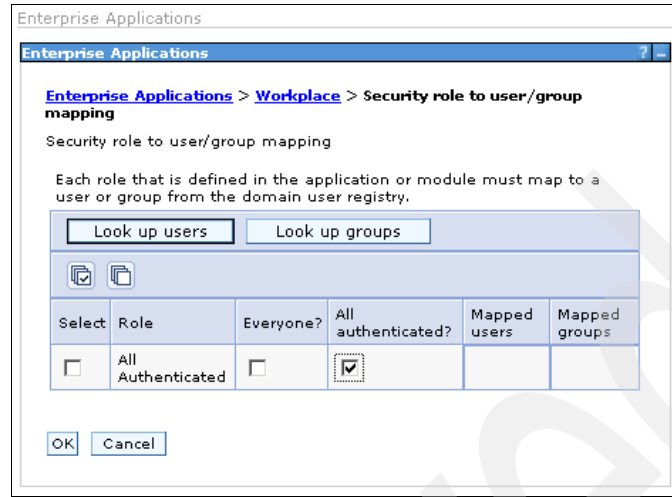 Enterprise Applications
Enterprise Applications ? –
Enterprise Applications > Workplace > Security role to user/group
mapping
Security role to user/group mapping
Each role that is defined in the application or module must map to a
user or group from the domain user registry.
Look up users Look up groups
Select Role Everyone? All authenticated? Mapped users Mapped groups
All Authenticated
OK Cancel